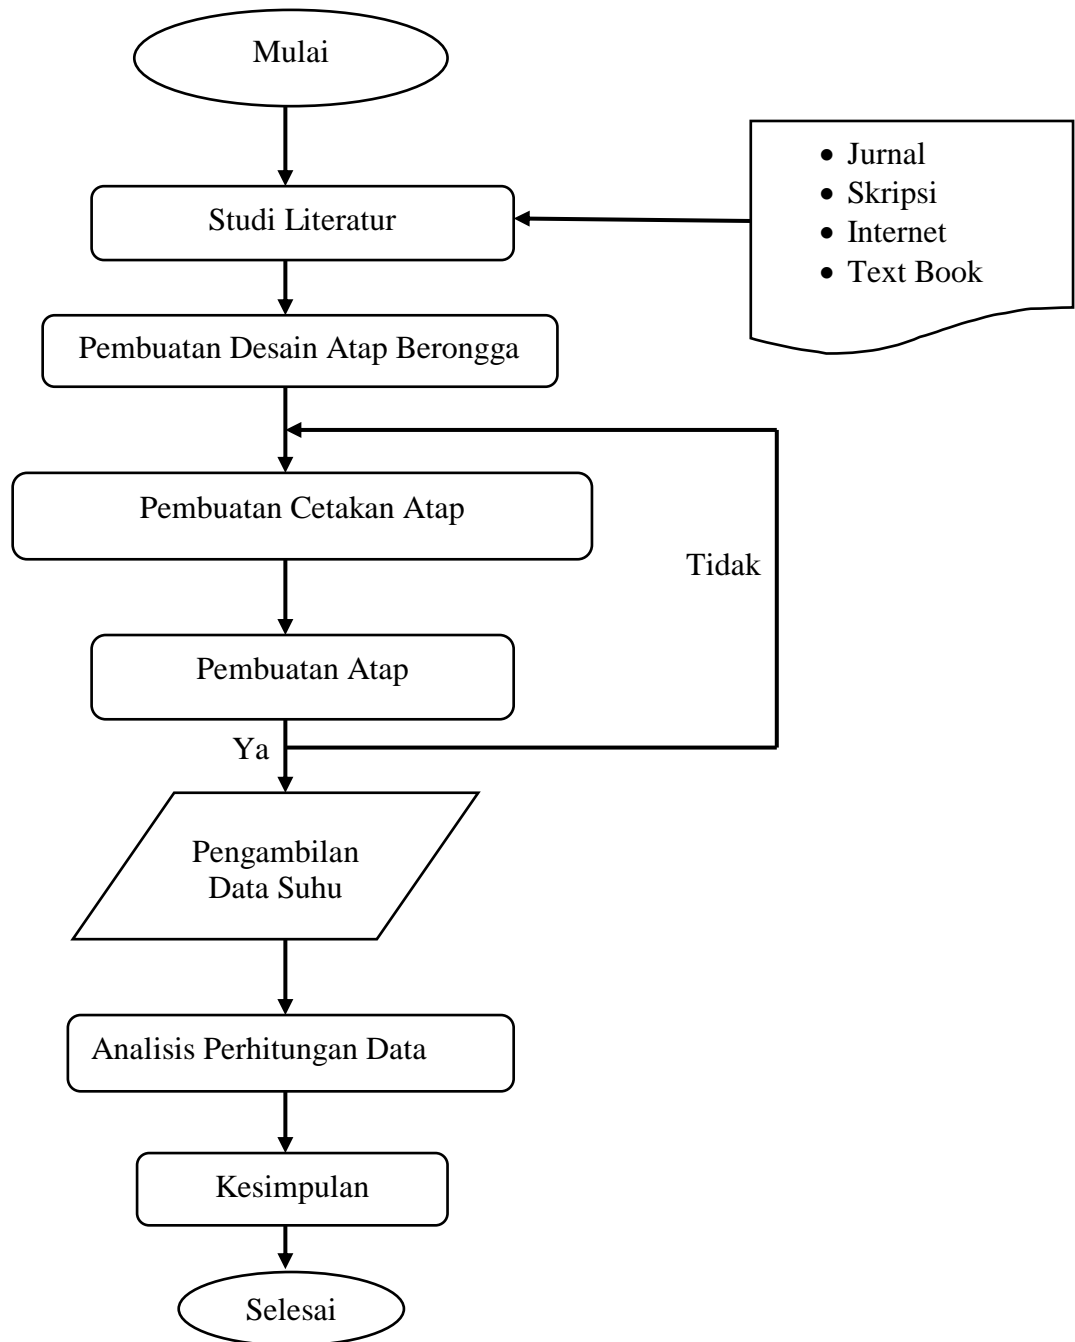 Mulai
• Jurnal
• Skripsi
• Internet
• Text Book
Studi Literatur
Pembuatan Desain Atap Berongga
Pembuatan Cetakan Atap
Tidak
Pembuatan Atap
Ya
Pengambilan
Data Suhu
Analisis Perhitungan Data
Kesimpulan
Selesai